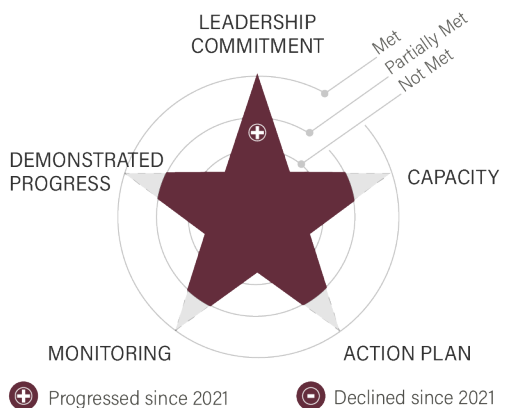 LEADERSHIP
COMMITMENT
Met
Partially Met
Not Met
DEMONSTRATED
PROGRESS
CAPACITY
MONITORING
ACTION PLAN
Progressed since 2021
Declined since 2021